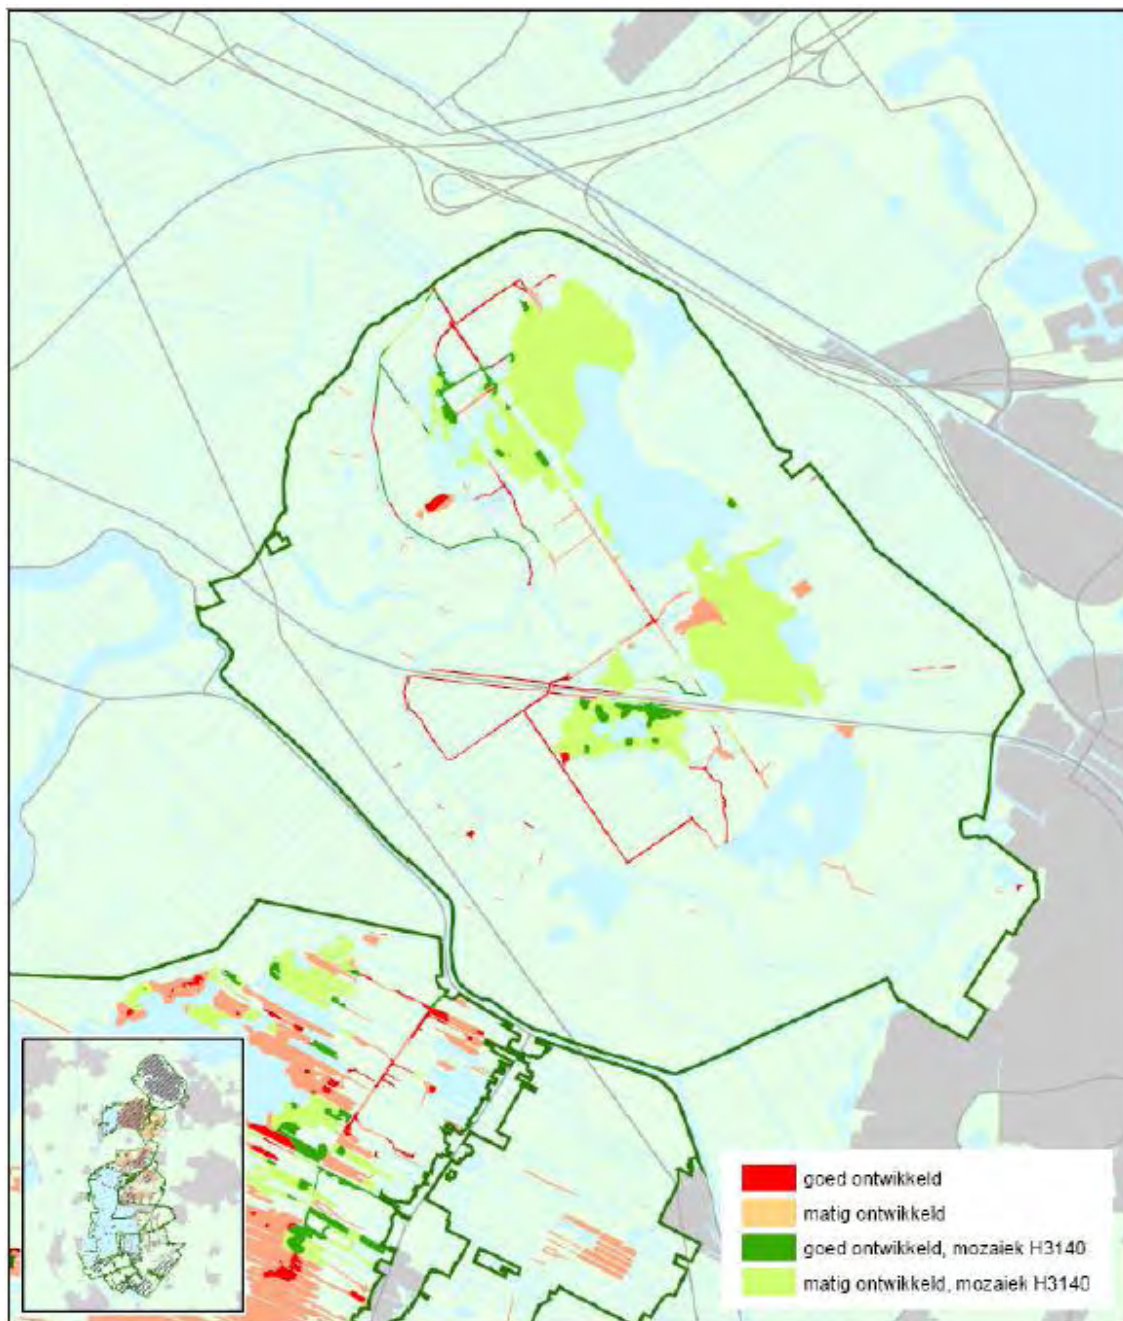 goed ontwikkeld
matig ontwikkeld
goed ontwikkeld, mozaiek H3140
matig ontwikkeld, mozaiek H3140